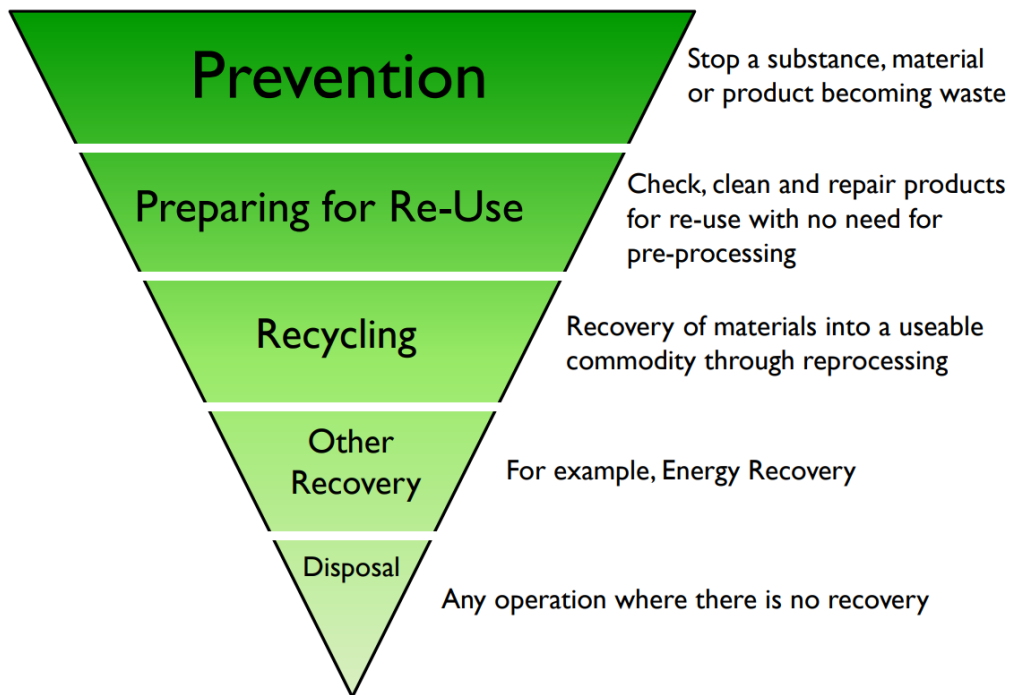 Prevention
Stop a substance, material
or product becoming waste
Preparing for Re-Use
Check, clean and repair products
for re-use with no need for
pre-processing
Recycling
Recovery of materials into a useable
commodity through reprocessing
Other
Recovery
For example, Energy Recovery
Disposal
Any operation where there is no recovery